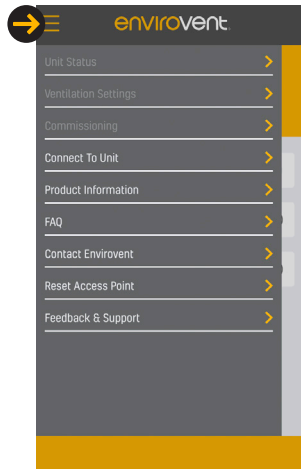 envirovent
Unit Status
Ventilation Settings
Commissioning
Connect To Unit
Product Information
FAQ
Contact Envirovent
Reset Access Point
Feedback & Support